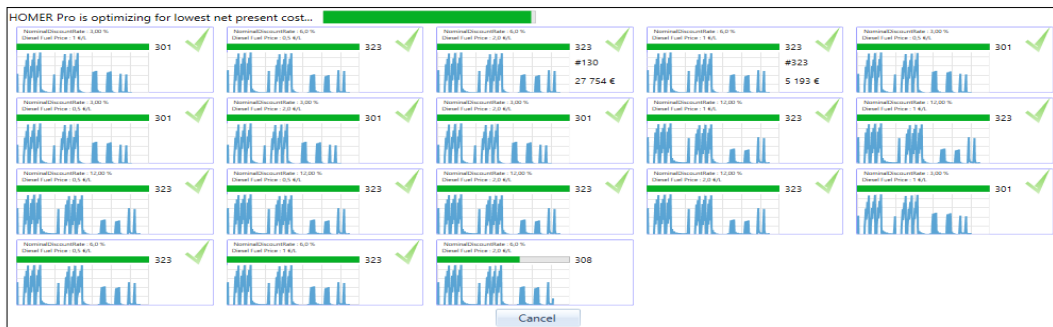 HOMER Pro is optimizing for lowest net present cost...
NominalDiscountRate : 3,00 %
Diesel Fuel Price : 1 €/L
301
NominalDiscountRate : 6,0 %
Diesel Fuel Price : 0,5 €/L
323
NominalDiscountRate : 6,0 %
Diesel Fuel Price : 2,0 €/L
323
#130
27 754 €
NominalDiscountRate : 6,0 %
Diesel Fuel Price : 1 €/L
323
#323
5 193 €
NominalDiscountRate : 3,00 %
Diesel Fuel Price : 0,5 €/L
301
NominalDiscountRate : 3,00 %
Diesel Fuel Price : 0,5 €/L
301
NominalDiscountRate : 3,00 %
Diesel Fuel Price : 2,0 €/L
301
NominalDiscountRate : 3,00 %
Diesel Fuel Price : 2,0 €/L
301
NominalDiscountRate : 12,00 %
Diesel Fuel Price : 1 €/L
323
NominalDiscountRate : 12,00 %
Diesel Fuel Price : 1 €/L
323
NominalDiscountRate : 12,00 %
Diesel Fuel Price : 0,5 €/L
323
NominalDiscountRate : 12,00 %
Diesel Fuel Price : 0,5 €/L
323
NominalDiscountRate : 12,00 %
Diesel Fuel Price : 2,0 €/L
323
NominalDiscountRate : 12,00 %
Diesel Fuel Price : 2,0 €/L
323
NominalDiscountRate : 3,00 %
Diesel Fuel Price : 1 €/L
301
NominalDiscountRate : 6,0 %
Diesel Fuel Price : 0,5 €/L
323
NominalDiscountRate : 6,0 %
Diesel Fuel Price : 1 €/L
323
NominalDiscountRate : 6,0 %
Diesel Fuel Price : 2,0 €/L
308
Cancel